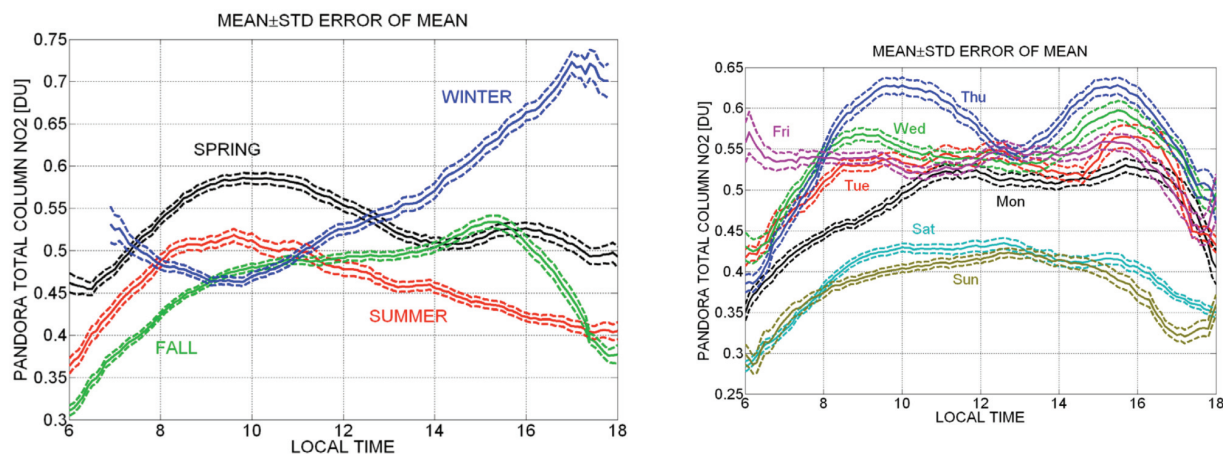 MEAN±STD ERROR OF MEAN
PANDORA TOTAL COLUMN NO2 [DU]
0.75
0.7
0.65
0.6
0.55
0.5
0.45
0.4
0.35
0.3
WINTER
SPRING
SUMMER
FALL
6 8 10 12 14 16 18
LOCAL TIME
MEAN±STD ERROR OF MEAN
PANDORA TOTAL COLUMN NO2 [DU]
0.65
0.6
0.55
0.5
0.45
0.4
0.35
0.3
0.25
Thu
Fri
Wed
Tue
Mon
Sat
Sun
6 8 10 12 14 16 18
LOCAL TIME